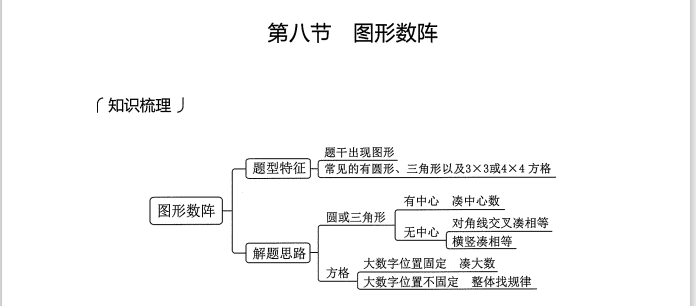 第八节 图形数阵
知识梳理
题干出现图形
题型特征
常见的有圆形、三角形以及3×3或4×4方格
图形数阵
有中心 凑中心数
圆或三角形
对角线交叉凑相等
无中心
横竖凑相等
解题思路
大数字位置固定 凑大数
方格
大数字位置不固定 整体找规律